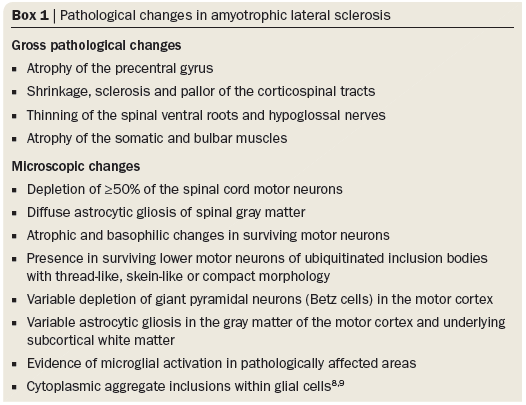 Box 1 | Pathological changes in amyotrophic lateral sclerosis
Gross pathological changes
▪ Atrophy of the precentral gyrus
▪ Shrinkage, sclerosis and pallor of the corticospinal tracts
▪ Thinning of the spinal ventral roots and hypoglossal nerves
▪ Atrophy of the somatic and bulbar muscles
Microscopic changes
▪ Depletion of ≥50% of the spinal cord motor neurons
▪ Diffuse astrocytic gliosis of spinal gray matter
▪ Atrophic and basophilic changes in surviving motor neurons
▪ Presence in surviving lower motor neurons of ubiquitinated inclusion bodies
with thread-like, skein-like or compact morphology
▪ Variable depletion of giant pyramidal neurons (Betz cells) in the motor cortex
▪ Variable astrocytic gliosis in the gray matter of the motor cortex and underlying
subcortical white matter
▪ Evidence of microglial activation in pathologically affected areas
▪ Cytoplasmic aggregate inclusions within glial cells⁸,⁹